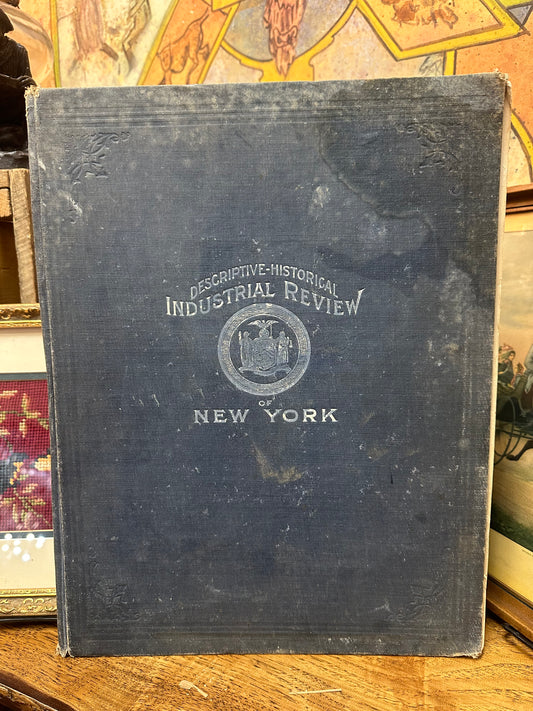 DESCRIPTIVE-HISTORICAL
INDUSTRIAL REVIEW
OF
NEW YORK